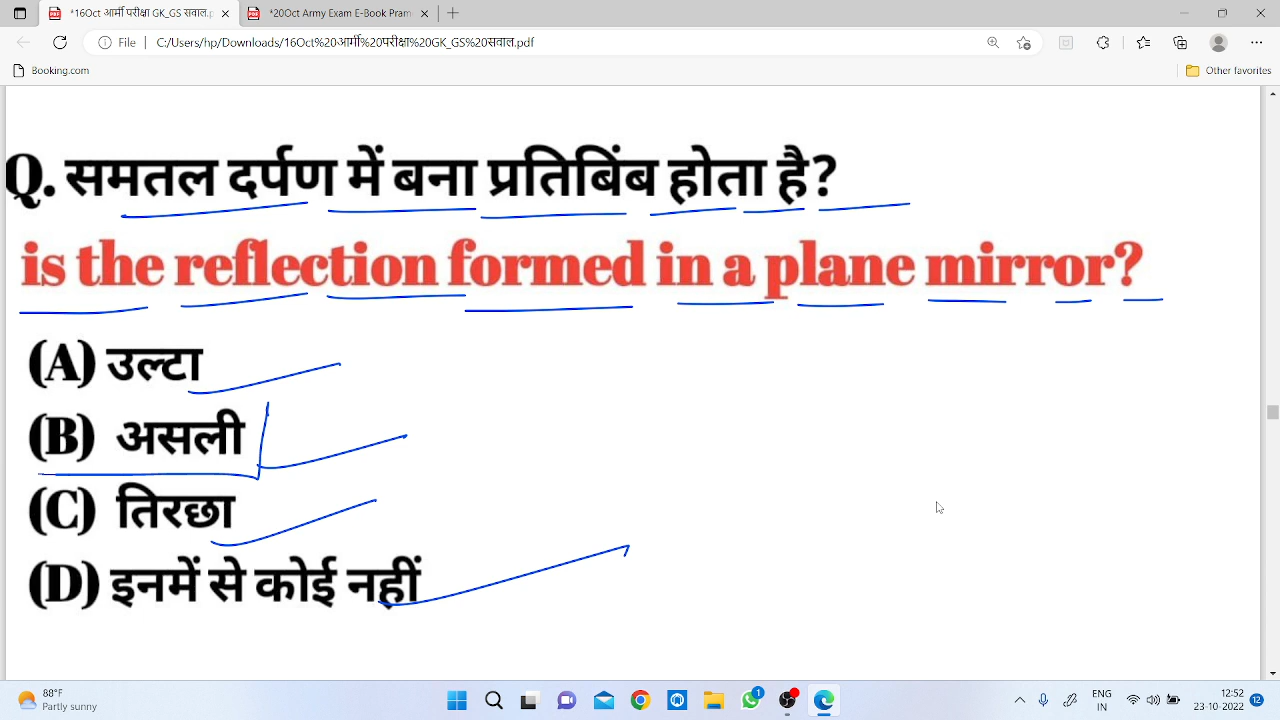 *16Oct आर्मी परीक्षा GK_GS सवाल.p
*20Oct Army Exam E-Book Pram
File
C:/Users/hp/Downloads/16Oct%20आर्मी%20परीक्षा%20GK_GS%20सवाल.pdf
Booking.com
Other favorites
Q. समतल दर्पण में बना प्रतिबिंब होता है?
is the reflection formed in a plane mirror?
(A) उल्टा
(B) असली
(C) तिरछा
(D) इनमें से कोई नहीं
88°F
Partly sunny
1
ENG
IN
12:52
23-10-2022
12